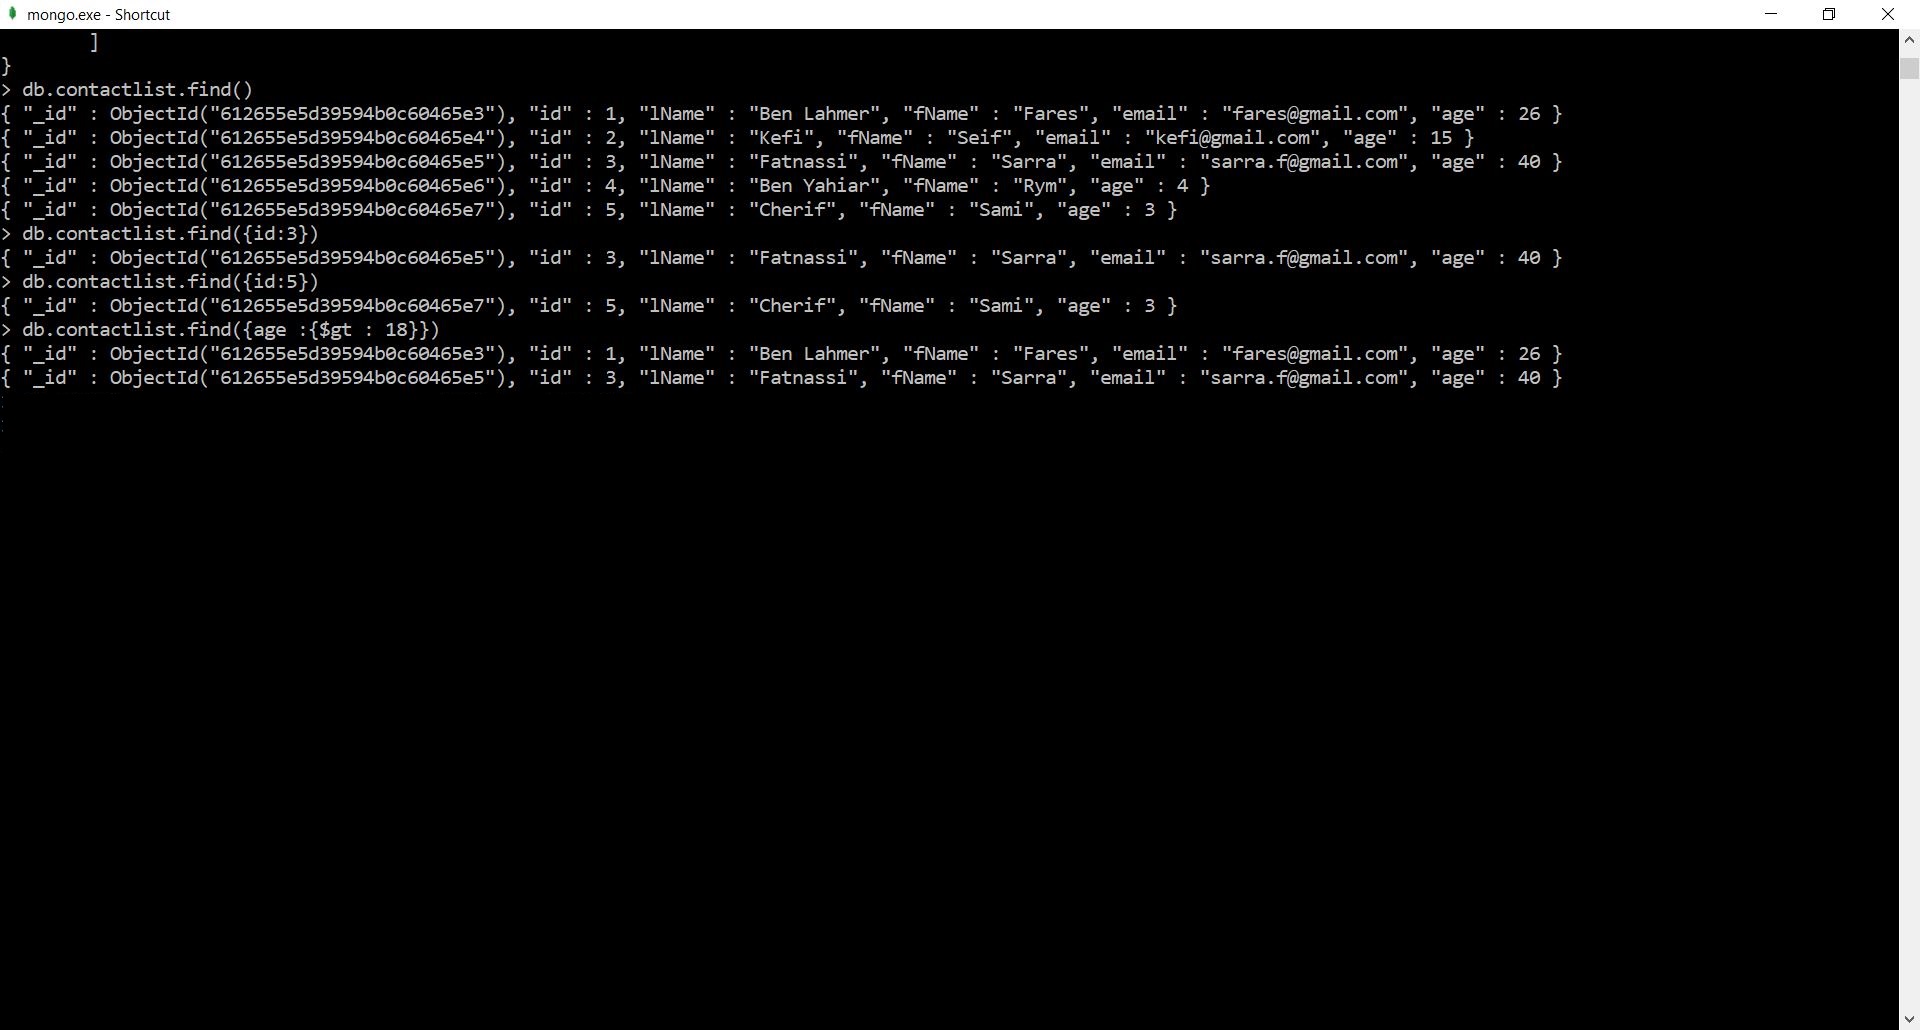 mongo.exe - Shortcut
]
}
> db.contactlist.find()
{ "_id" : ObjectId("612655e5d39594b0c60465e3"), "id" : 1, "lName" : "Ben Lahmer", "fName" : "Fares", "email" : "fares@gmail.com", "age" : 26 }
{ "_id" : ObjectId("612655e5d39594b0c60465e4"), "id" : 2, "lName" : "Kefi", "fName" : "Seif", "email" : "kefi@gmail.com", "age" : 15 }
{ "_id" : ObjectId("612655e5d39594b0c60465e5"), "id" : 3, "lName" : "Fatnassi", "fName" : "Sarra", "email" : "sarra.f@gmail.com", "age" : 40 }
{ "_id" : ObjectId("612655e5d39594b0c60465e6"), "id" : 4, "lName" : "Ben Yahiar", "fName" : "Rym", "age" : 4 }
{ "_id" : ObjectId("612655e5d39594b0c60465e7"), "id" : 5, "lName" : "Cherif", "fName" : "Sami", "age" : 3 }
> db.contactlist.find({id:3})
{ "_id" : ObjectId("612655e5d39594b0c60465e5"), "id" : 3, "lName" : "Fatnassi", "fName" : "Sarra", "email" : "sarra.f@gmail.com", "age" : 40 }
> db.contactlist.find({id:5})
{ "_id" : ObjectId("612655e5d39594b0c60465e7"), "id" : 5, "lName" : "Cherif", "fName" : "Sami", "age" : 3 }
> db.contactlist.find({age :{$gt : 18}})
{ "_id" : ObjectId("612655e5d39594b0c60465e3"), "id" : 1, "lName" : "Ben Lahmer", "fName" : "Fares", "email" : "fares@gmail.com", "age" : 26 }
{ "_id" : ObjectId("612655e5d39594b0c60465e5"), "id" : 3, "lName" : "Fatnassi", "fName" : "Sarra", "email" : "sarra.f@gmail.com", "age" : 40 }